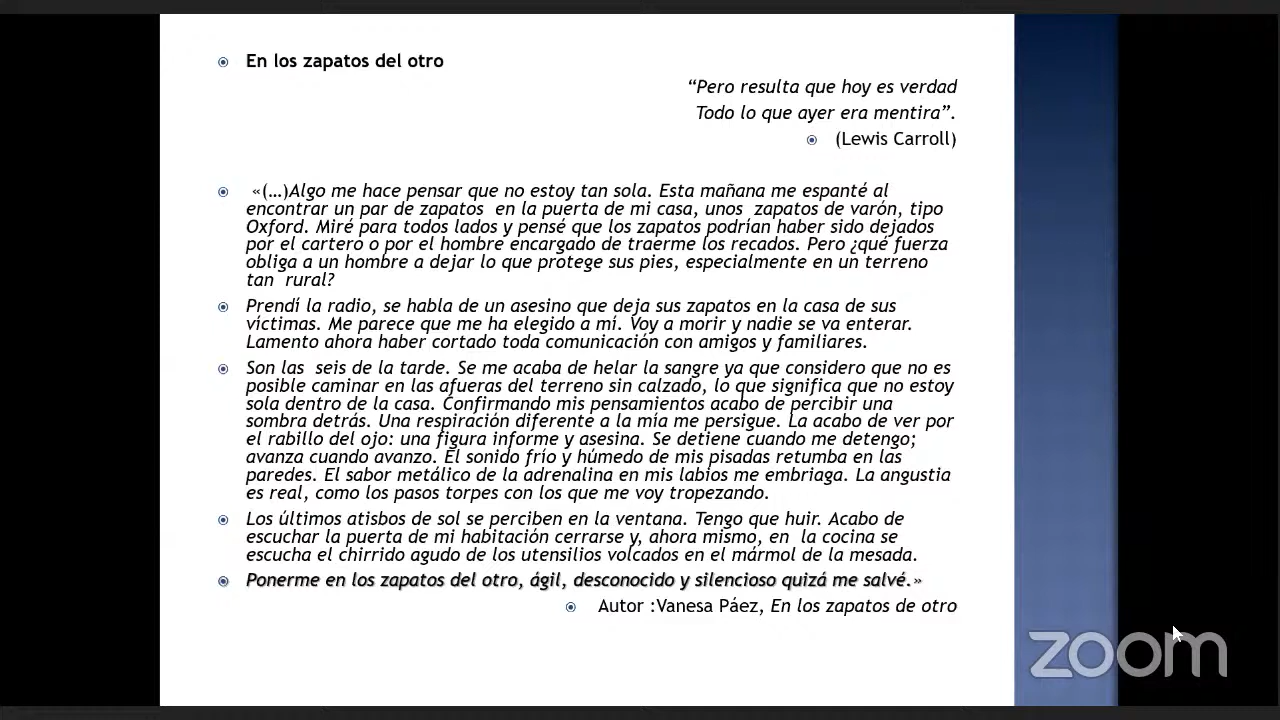 En los zapatos del otro
“Pero resulta que hoy es verdad
Todo lo que ayer era mentira”.
(Lewis Carroll)
«(…)Algo me hace pensar que no estoy tan sola. Esta mañana me espanté al
encontrar un par de zapatos en la puerta de mi casa, unos zapatos de varón, tipo
Oxford. Miré para todos lados y pensé que los zapatos podrían haber sido dejados
por el cartero o por el hombre encargado de traerme los recados. Pero ¿qué fuerza
obliga a un hombre a dejar lo que protege sus pies, especialmente en un terreno
tan rural?
Prendí la radio, se habla de un asesino que deja sus zapatos en la casa de sus
víctimas. Me parece que me ha elegido a mí. Voy a morir y nadie se va enterar.
Lamento ahora haber cortado toda comunicación con amigos y familiares.
Son las seis de la tarde. Se me acaba de helar la sangre ya que considero que no es
posible caminar en las afueras del terreno sin calzado, lo que significa que no estoy
sola dentro de la casa. Confirmando mis pensamientos acabo de percibir una
sombra detrás. Una respiración diferente a la mía me persigue. La acabo de ver por
el rabillo del ojo: una figura informe y asesina. Se detiene cuando me detengo;
avanza cuando avanzo. El sonido frío y húmedo de mis pisadas retumba en las
paredes. El sabor metálico de la adrenalina en mis labios me embriaga. La angustia
es real, como los pasos torpes con los que me voy tropezando.
Los últimos atisbos de sol se perciben en la ventana. Tengo que huir. Acabo de
escuchar la puerta de mi habitación cerrarse y, ahora mismo, en la cocina se
escucha el chirrido agudo de los utensilios volcados en el mármol de la mesada.
Ponerme en los zapatos del otro, ágil, desconocido y silencioso quizá me salvé.»
Autor :Vanesa Páez, En los zapatos de otro
zoom